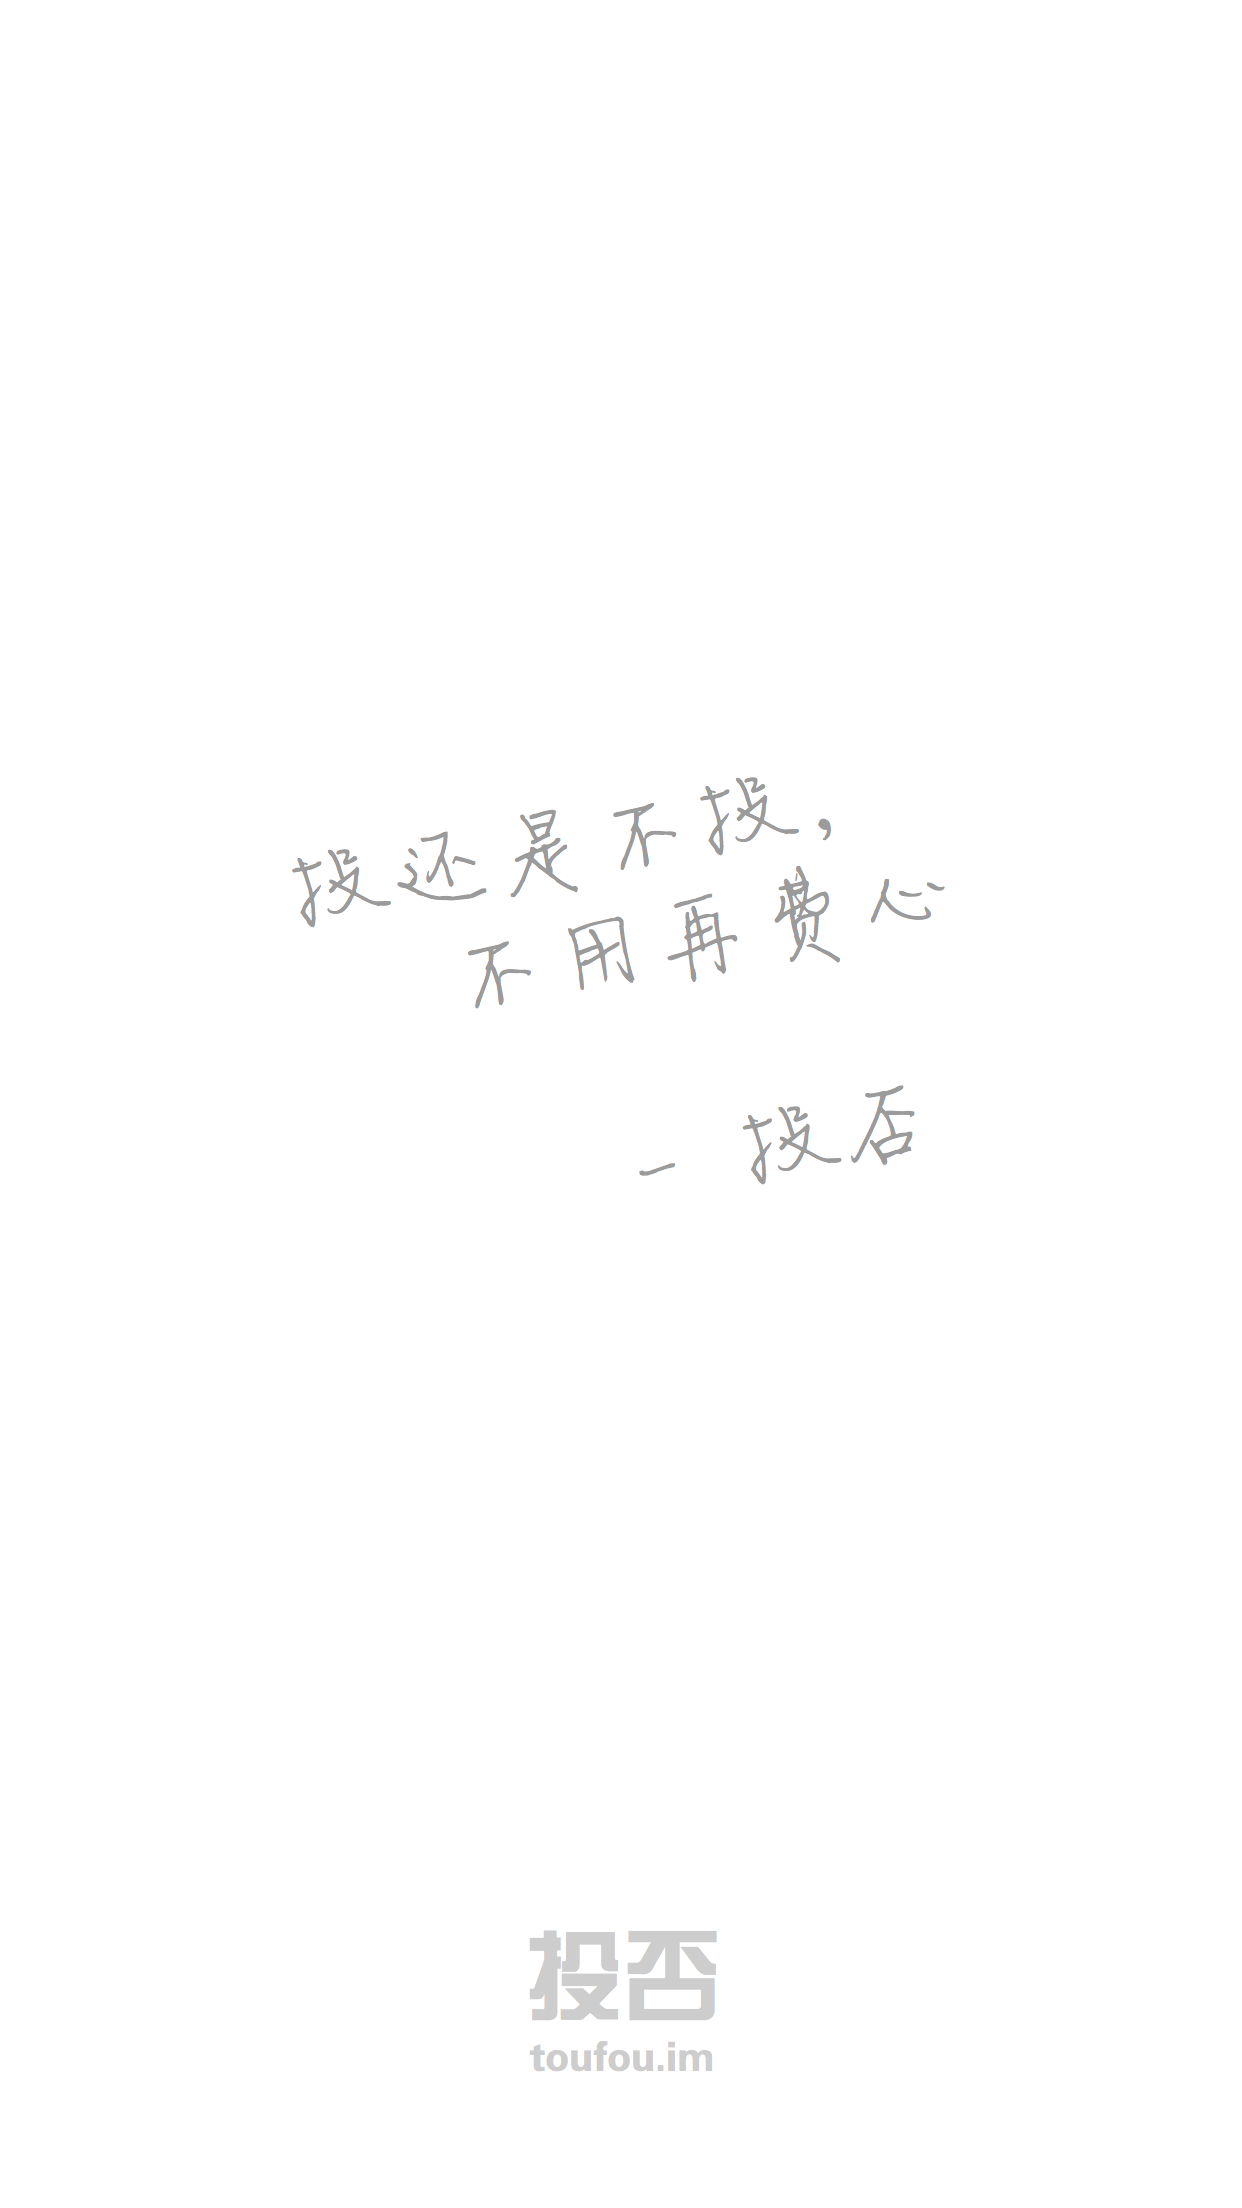 投还是不投，
不用再费心
- 投否
投否
toufou.im